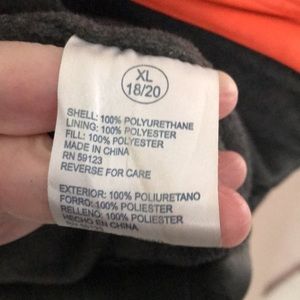 XL
18/20
SHELL: 100% POLYURETHANE
LINING: 100% POLYESTER
FILL: 100% POLYESTER
MADE IN CHINA
RN 59123
REVERSE FOR CARE
EXTERIOR: 100% POLIURETANO
FORRO: 100% POLIESTER
RELLENO: 100% POLIESTER
HECHO EN CHINA